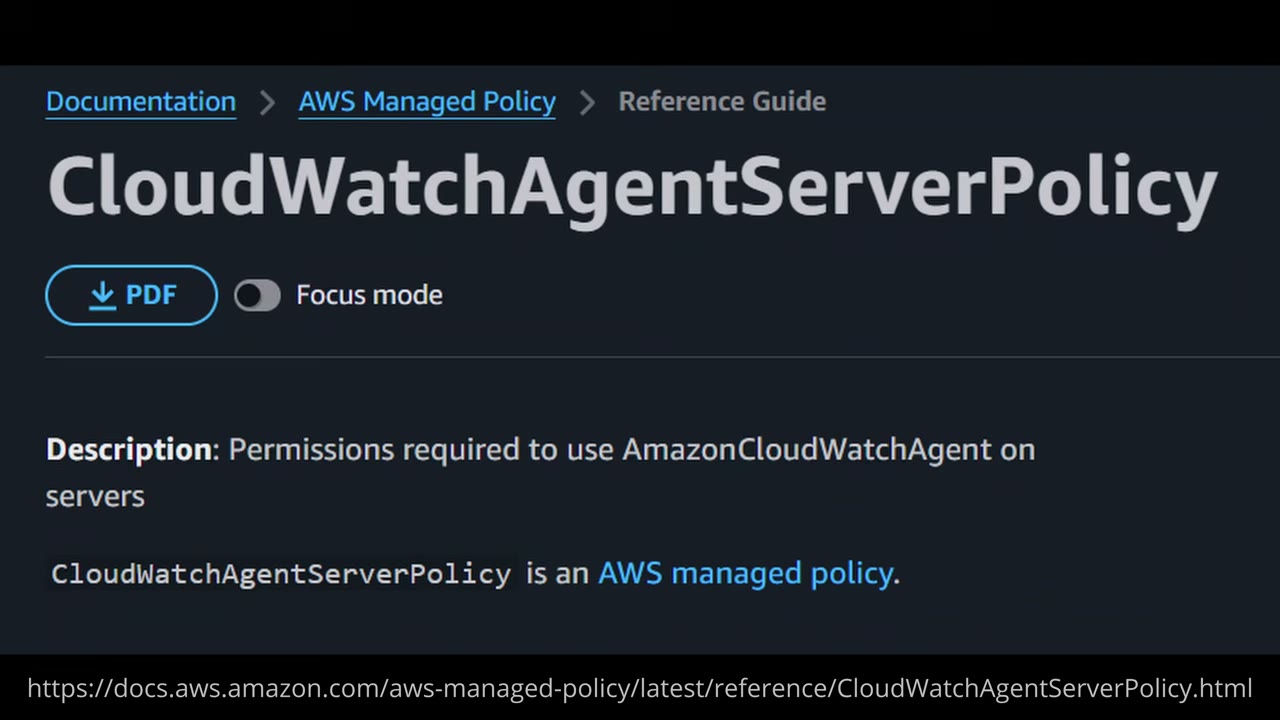 Documentation > AWS Managed Policy > Reference Guide
CloudWatchAgentServerPolicy
PDF Focus mode
Description: Permissions required to use AmazonCloudWatchAgent on
servers
CloudWatchAgentServerPolicy is an AWS managed policy.
https://docs.aws.amazon.com/aws-managed-policy/latest/reference/CloudWatchAgentServerPolicy.html